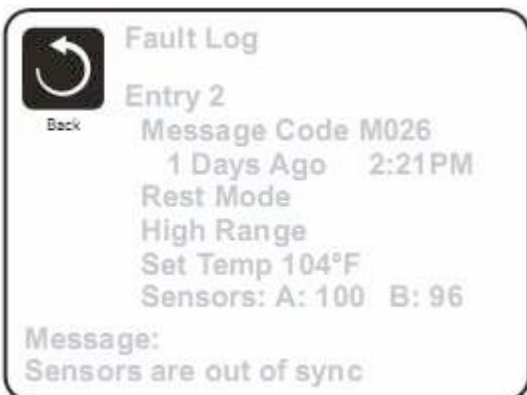 Fault Log
Back
Entry 2
Message Code M026
1 Days Ago 2:21PM
Rest Mode
High Range
Set Temp 104°F
Sensors: A: 100 B: 96
Message:
Sensors are out of sync